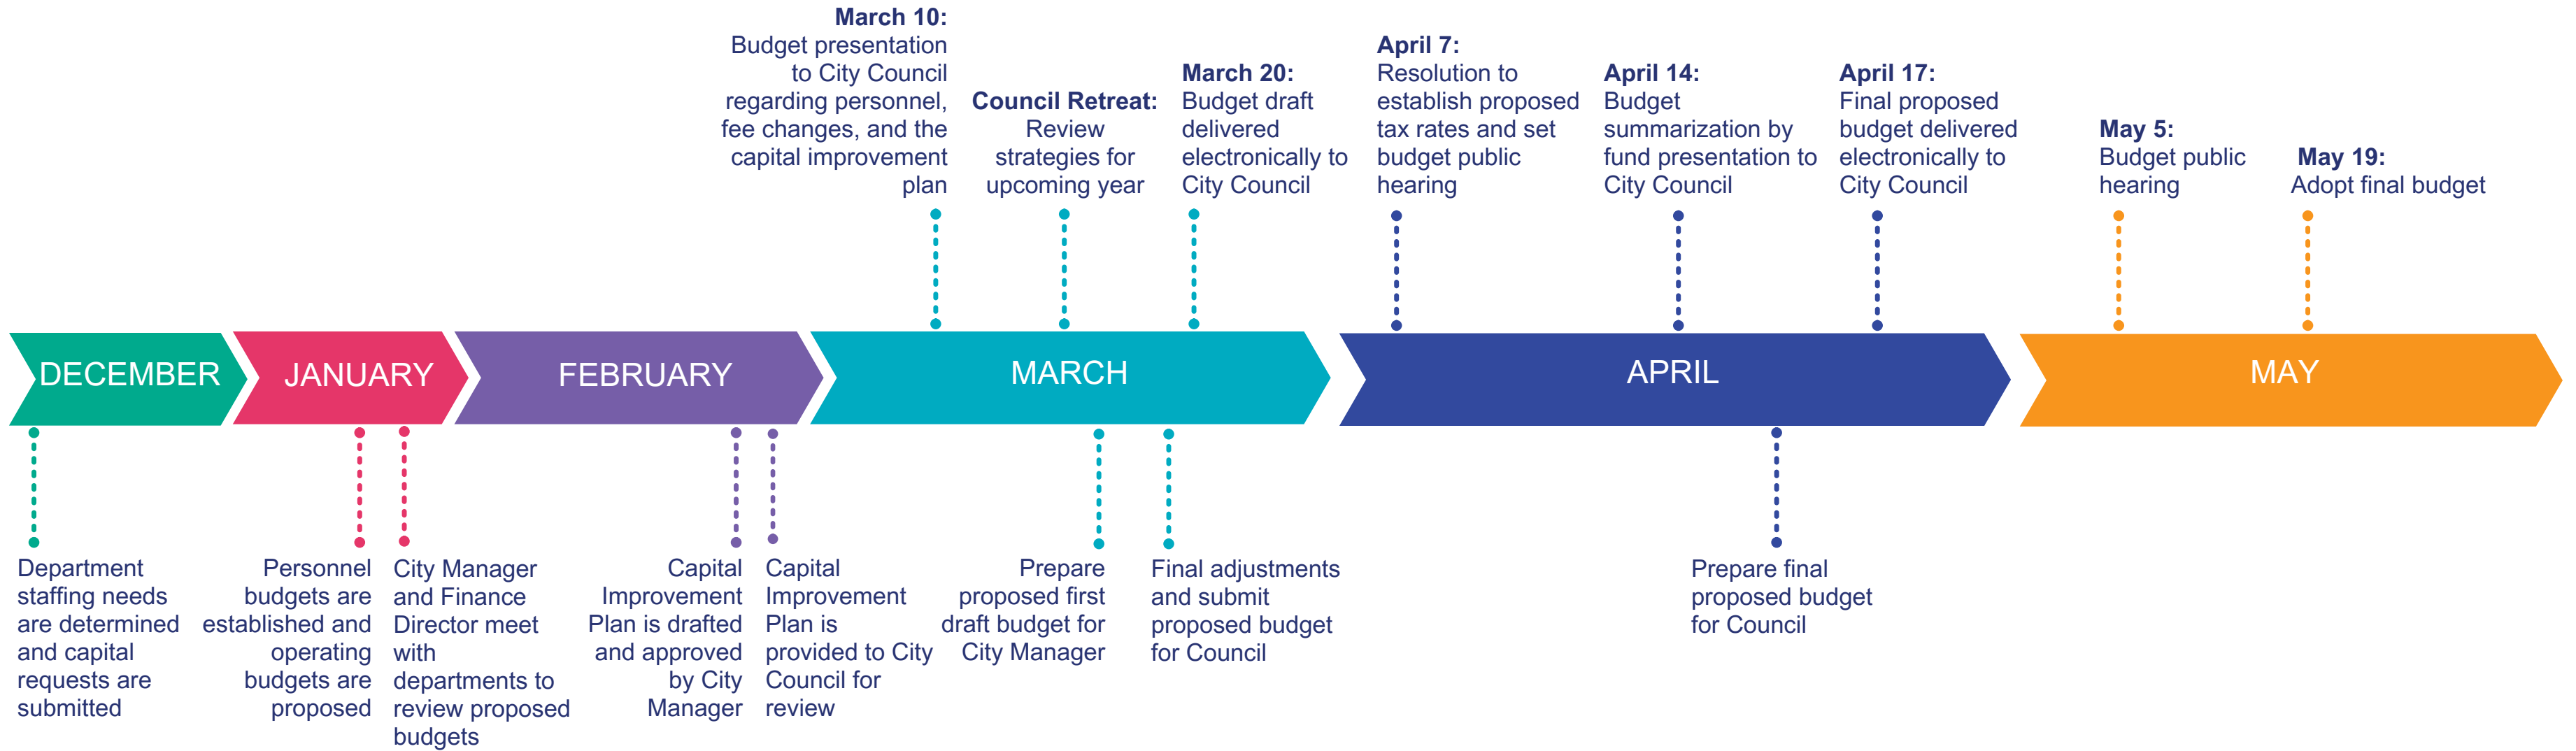 March 10:
Budget presentation
to City Council
regarding personnel,
fee changes, and the
capital improvement
plan
Council Retreat:
Review
strategies for
upcoming year
March 20:
Budget draft
delivered
electronically to
City Council
April 7:
Resolution to
establish proposed
tax rates and set
budget public
hearing
April 14:
Budget
summarization by
fund presentation to
City Council
April 17:
Final proposed
budget delivered
electronically to
City Council
May 5:
Budget public
hearing
May 19:
Adopt final budget
DECEMBER
JANUARY
FEBRUARY
MARCH
APRIL
MAY
Department
staffing needs
are determined
and capital
requests are
submitted
Personnel
budgets are
established and
operating
budgets are
proposed
City Manager
and Finance
Director meet
with
departments to
review proposed
budgets
Capital
Improvement
Plan is drafted
and approved
by City
Manager
Capital
Improvement
Plan is
provided to City
Council for
review
Prepare
proposed first
draft budget for
City Manager
Final adjustments
and submit
proposed budget
for Council
Prepare final
proposed budget
for Council